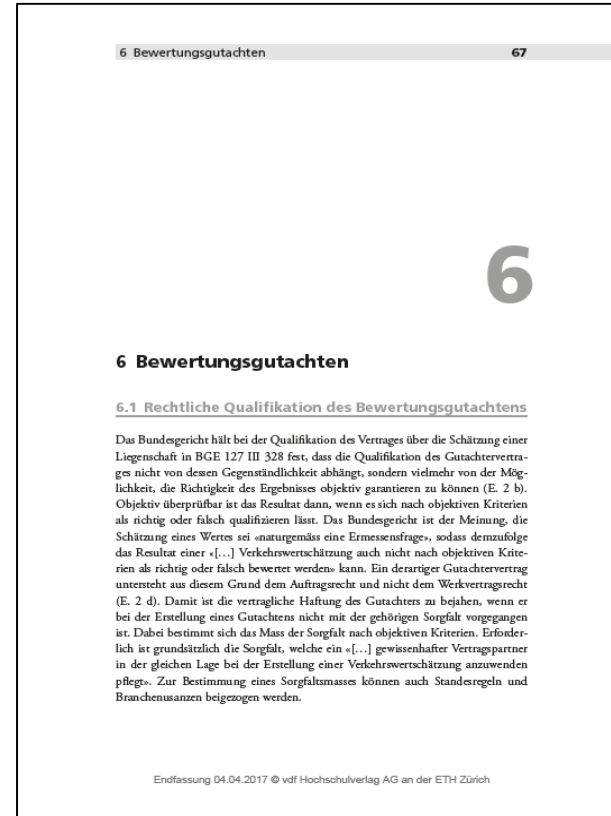 6 Bewertungsgutachten 67
6
6 Bewertungsgutachten
6.1 Rechtliche Qualifikation des Bewertungsgutachtens
Das Bundesgericht hält bei der Qualifikation des Vertrages über die Schätzung einer
Liegenschaft in BGE 127 III 328 fest, dass die Qualifikation des Gutachtervertra-
ges nicht von dessen Gegenständlichkeit abhängt, sondern vielmehr von der Mög-
lichkeit, die Richtigkeit des Ergebnisses objektiv garantieren zu können (E. 2 b).
Objektiv überprüfbar ist das Resultat dann, wenn es sich nach objektiven Kriterien
als richtig oder falsch qualifizieren lässt. Das Bundesgericht ist der Meinung, die
Schätzung eines Wertes sei «naturgemäss eine Ermessensfrage», sodass demzufolge
das Resultat einer «[…] Verkehrswertschätzung auch nicht nach objektiven Krite-
rien als richtig oder falsch bewertet werden» kann. Ein derartiger Gutachtervertrag
untersteht aus diesem Grund dem Auftragsrecht und nicht dem Werkvertragsrecht
(E. 2 d). Damit ist die vertragliche Haftung des Gutachters zu bejahen, wenn er
bei der Erstellung eines Gutachtens nicht mit der gehörigen Sorgfalt vorgegangen
ist. Dabei bestimmt sich das Mass der Sorgfalt nach objektiven Kriterien. Erforder-
lich ist grundsätzlich die Sorgfalt, welche ein «[…] gewissenhafter Vertragspartner
in der gleichen Lage bei der Erstellung einer Verkehrswertschätzung anzuwenden
pflegt». Zur Bestimmung eines Sorgfaltsmasses können auch Standesregeln und
Branchenusanzen beigezogen werden.
Endfassung 04.04.2017 © vdf Hochschulverlag AG an der ETH Zürich